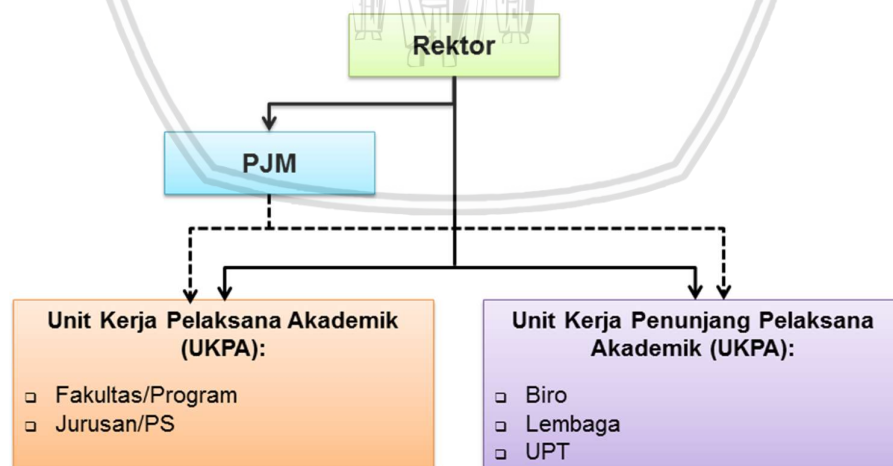 Rektor
PJM
Unit Kerja Pelaksana Akademik
(UKPA):
Fakultas/Program
Jurusan/PS
Unit Kerja Penunjang Pelaksana
Akademik (UKPA):
Biro
Lembaga
UPT